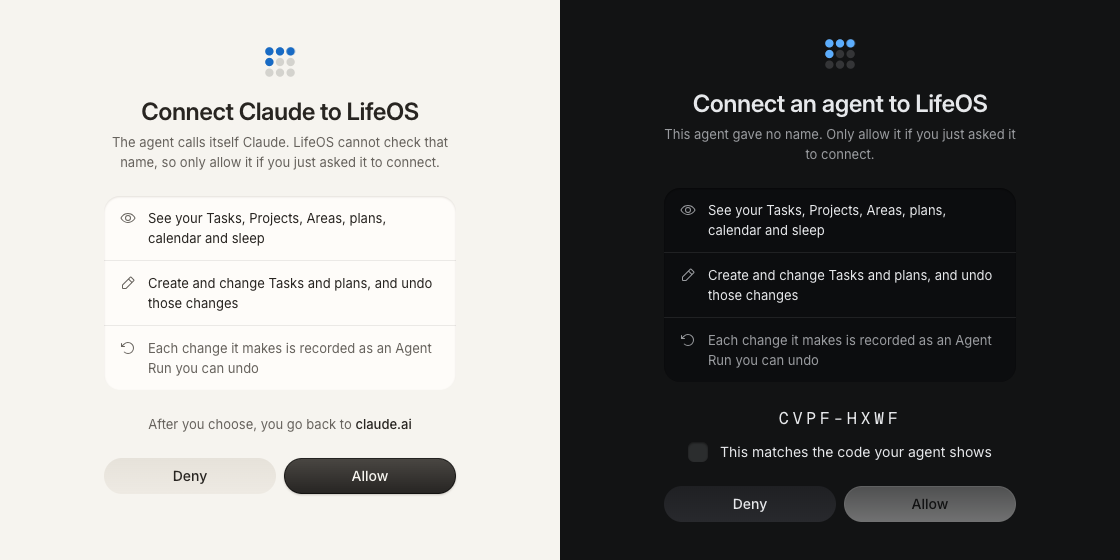 Connect Claude to LifeOS
The agent calls itself Claude. LifeOS cannot check that
name, so only allow it if you just asked it to connect.
See your Tasks, Projects, Areas, plans,
calendar and sleep
Create and change Tasks and plans, and undo
those changes
Each change it makes is recorded as an Agent
Run you can undo
After you choose, you go back to claude.ai
Deny
Allow
Connect an agent to LifeOS
This agent gave no name. Only allow it if you just asked it
to connect.
See your Tasks, Projects, Areas, plans,
calendar and sleep
Create and change Tasks and plans, and undo
those changes
Each change it makes is recorded as an Agent
Run you can undo
CVPF-HXWF
This matches the code your agent shows
Deny
Allow